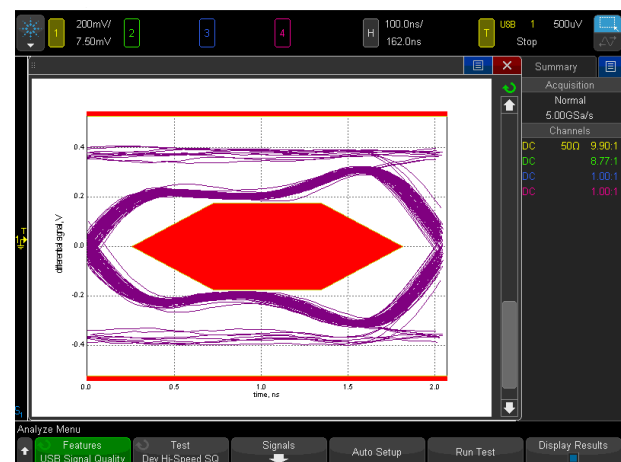 1 200mV/ 7.50mV 2 3 4 H 100.0ns/ 162.0ns T USB 1 500uV Stop
Summary
Acquisition
Normal
5.00GSa/s
Channels
DC 50Ω 9.90:1
DC 8.77:1
DC 1.00:1
DC 1.00:1
T
1
differential signal, V
0.4
0.2
0.0
-0.2
-0.4
0.0 0.5 1.0 1.5 2.0
time, ns
S1
Analyze Menu
Features Test Signals Auto Setup Run Test Display Results
USB Signal Quality Dev Hi-Speed SQ